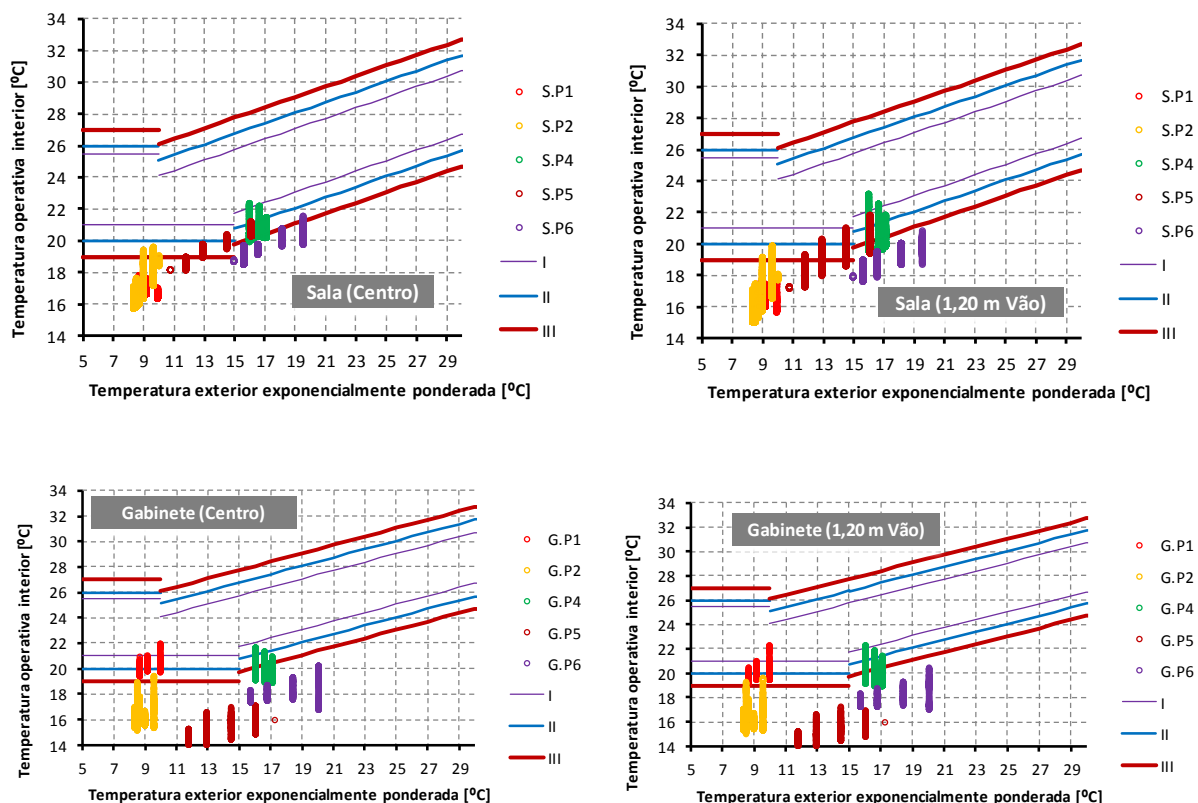 Temperatura operativa interior [ºC]
34
32
30
28
26
24
22
20
18
16
14
5 7 9 11 13 15 17 19 21 23 25 27 29
Temperatura exterior exponencialmente ponderada [ºC]
Sala (Centro)
S.P1
S.P2
S.P4
S.P5
S.P6
I
II
III
Temperatura operativa interior [ºC]
34
32
30
28
26
24
22
20
18
16
14
5 7 9 11 13 15 17 19 21 23 25 27 29
Temperatura exterior exponencialmente ponderada [ºC]
Sala (1,20 m Vão)
S.P1
S.P2
S.P4
S.P5
S.P6
I
II
III
Temperatura operativa interior [ºC]
34
32
30
28
26
24
22
20
18
16
14
5 7 9 11 13 15 17 19 21 23 25 27 29
Temperatura exterior exponencialmente ponderada [ºC]
Gabinete (Centro)
G.P1
G.P2
G.P4
G.P5
G.P6
I
II
III
Temperatura operativa interior [ºC]
34
32
30
28
26
24
22
20
18
16
14
5 7 9 11 13 15 17 19 21 23 25 27 29
Temperatura exterior exponencialmente ponderada [ºC]
Gabinete (1,20 m Vão)
G.P1
G.P2
G.P4
G.P5
G.P6
I
II
III